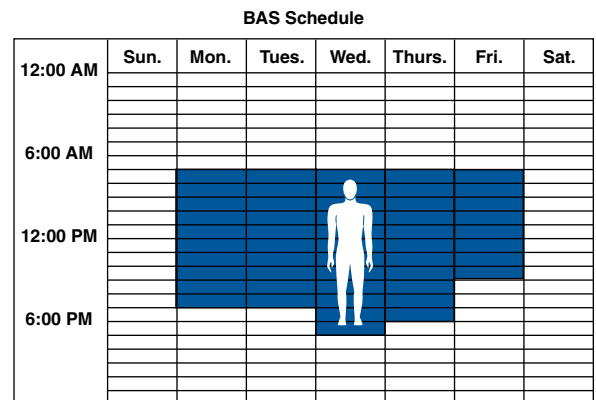 BAS Schedule
Sun. Mon. Tues. Wed. Thurs. Fri. Sat.
12:00 AM
6:00 AM
12:00 PM
6:00 PM